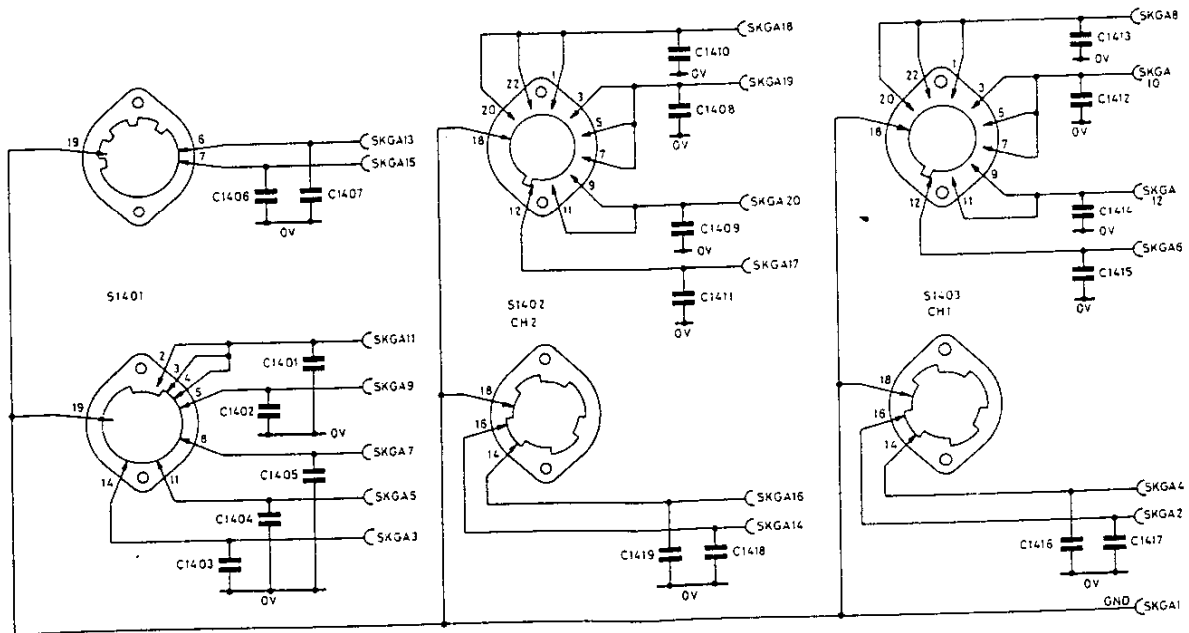 SKGA18
C1410
0V
SKGA19
C1408
0V
22
1
20
3
18
5
7
9
12
11
SKGA20
C1409
0V
SKGA17
C1411
0V
S1402
CH2
18
16
14
SKGA16
SKGA14
C1419
C1418
0V
SKGA8
C1413
0V
SKGA
10
C1412
0V
22
1
20
3
18
5
7
9
12
11
SKGA
12
C1414
0V
SKGA6
C1415
0V
S1403
CH1
18
16
14
SKGA4
SKGA2
C1416
C1417
0V
GND
SKGA1
19
6
7
SKGA13
SKGA15
C1406
C1407
0V
S1401
2
3
4
5
19
8
14
11
SKGA11
C1401
SKGA9
C1402
0V
SKGA7
C1405
SKGA5
C1404
SKGA3
C1403
0V